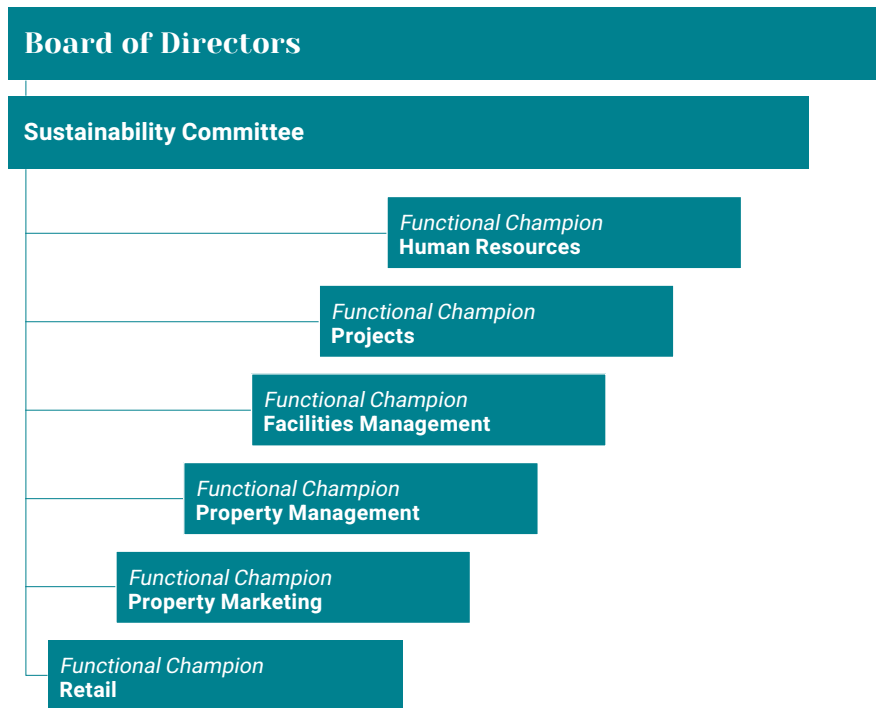 Board of Directors
Sustainability Committee
Functional Champion
Human Resources
Functional Champion
Projects
Functional Champion
Facilities Management
Functional Champion
Property Management
Functional Champion
Property Marketing
Functional Champion
Retail